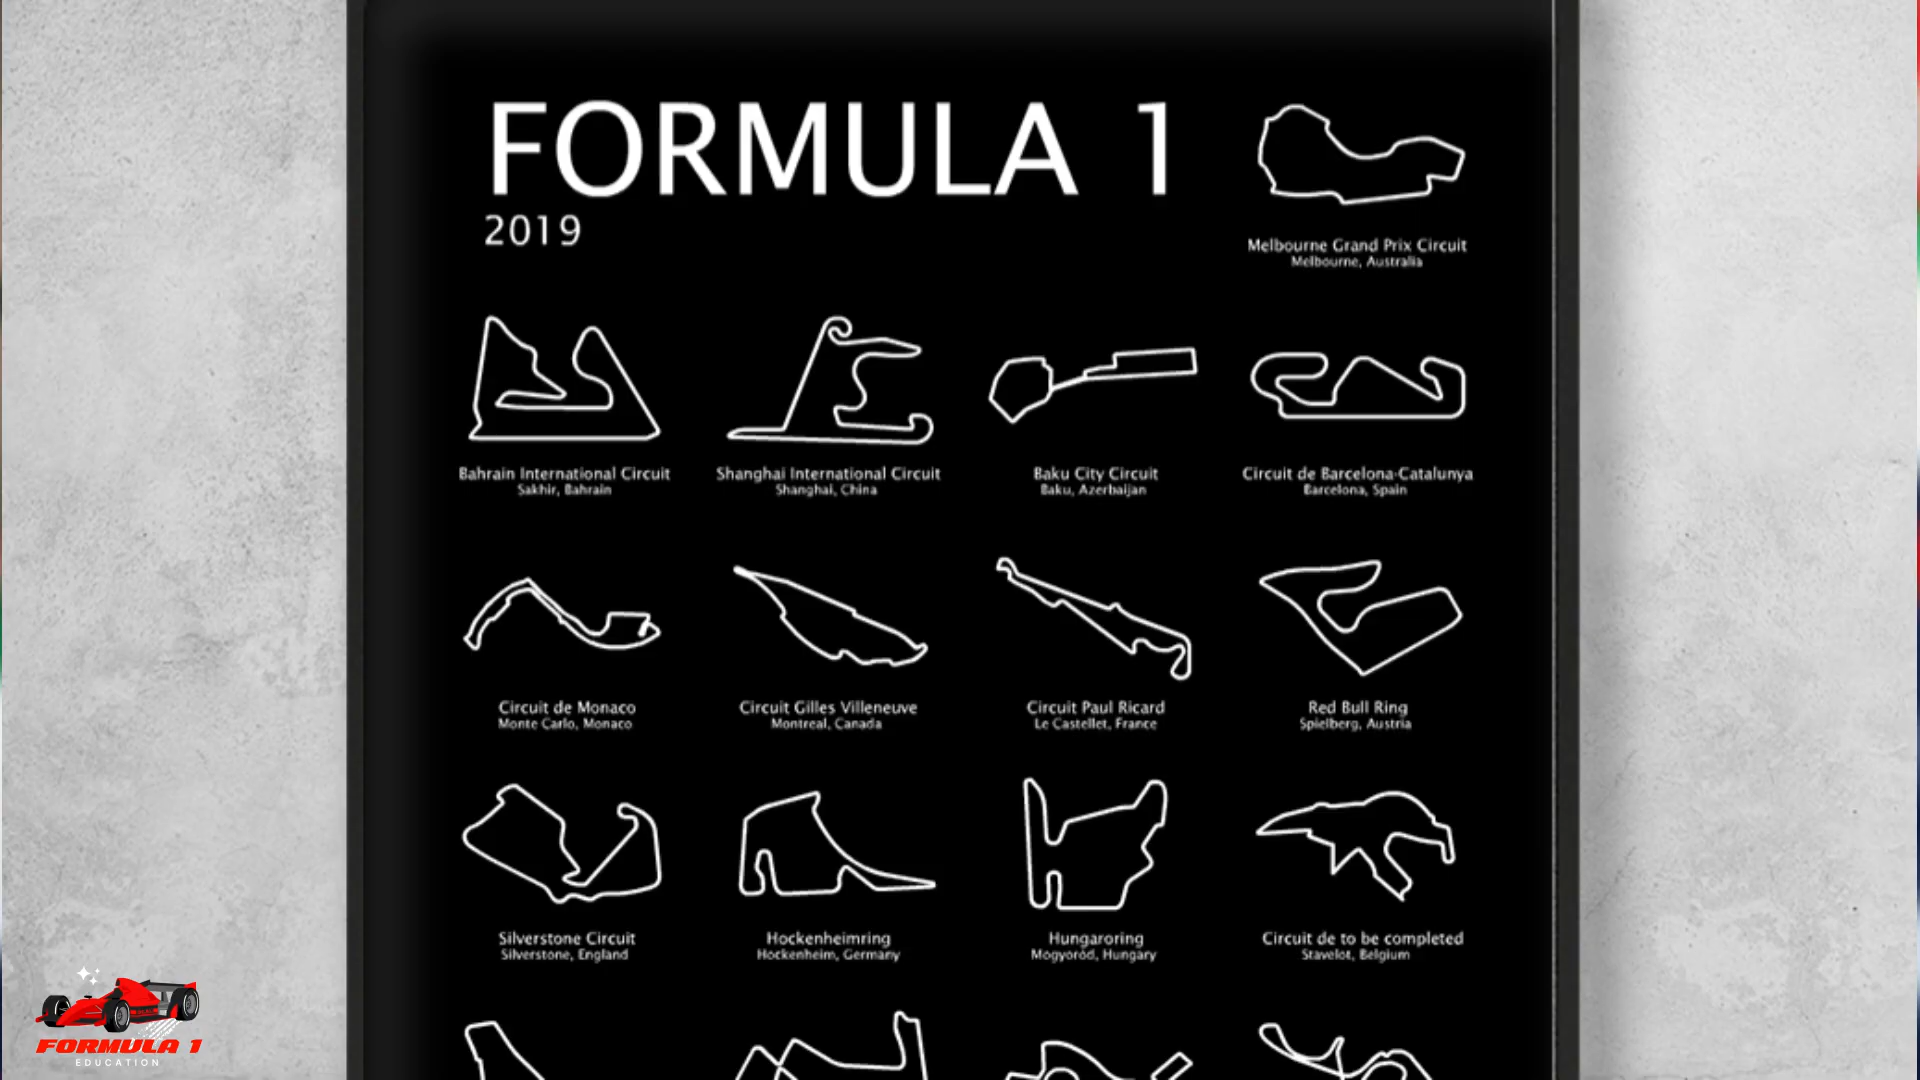 FORMULA 1
2019
Melbourne Grand Prix Circuit
Melbourne, Australia
Bahrain International Circuit
Sakhir, Bahrain
Shanghai International Circuit
Shanghai, China
Baku City Circuit
Baku, Azerbaijan
Circuit de Barcelona-Catalunya
Barcelona, Spain
Circuit de Monaco
Monte Carlo, Monaco
Circuit Gilles Villeneuve
Montreal, Canada
Circuit Paul Ricard
Le Castellet, France
Red Bull Ring
Spielberg, Austria
Silverstone Circuit
Silverstone, England
Hockenheimring
Hockenheim, Germany
Hungaroring
Mogyoród, Hungary
Circuit de to be completed
Stavelot, Belgium
FORMULA 1
EDUCATION